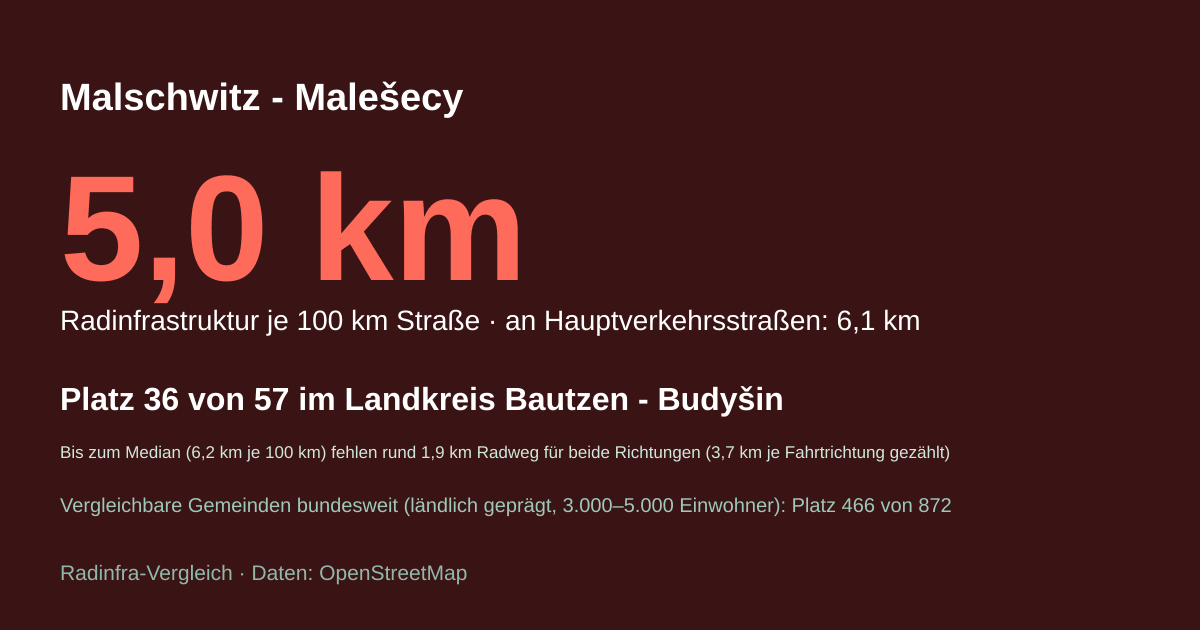 Malschwitz - Malešecy
5,0 km
Radinfrastruktur je 100 km Straße · an Hauptverkehrsstraßen: 6,1 km
Platz 36 von 57 im Landkreis Bautzen - Budyšin
Bis zum Median (6,2 km je 100 km) fehlen rund 1,9 km Radweg für beide Richtungen (3,7 km je Fahrtrichtung gezählt)
Vergleichbare Gemeinden bundesweit (ländlich geprägt, 3.000–5.000 Einwohner): Platz 466 von 872
Radinfra-Vergleich · Daten: OpenStreetMap